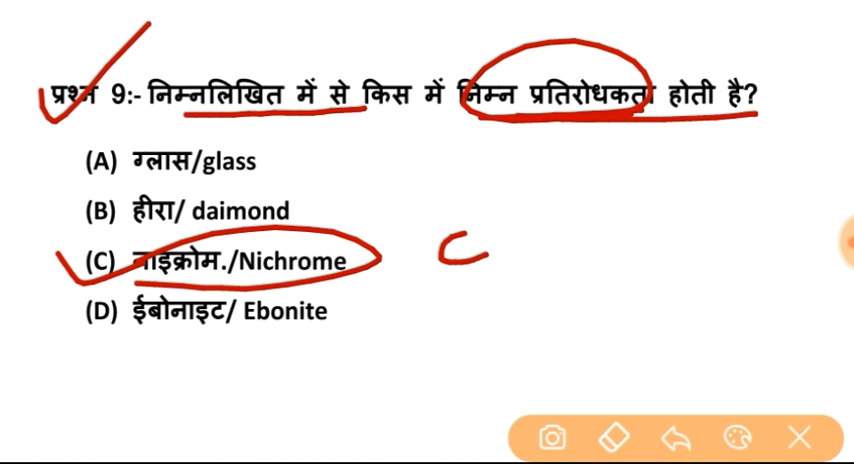 प्रश्न 9:- निम्नलिखित में से किस में निम्न प्रतिरोधकता होती है?
(A) ग्लास/glass
(B) हीरा/ daimond
(C) नाइक्रोम./Nichrome
C
(D) ईबोनाइट/ Ebonite